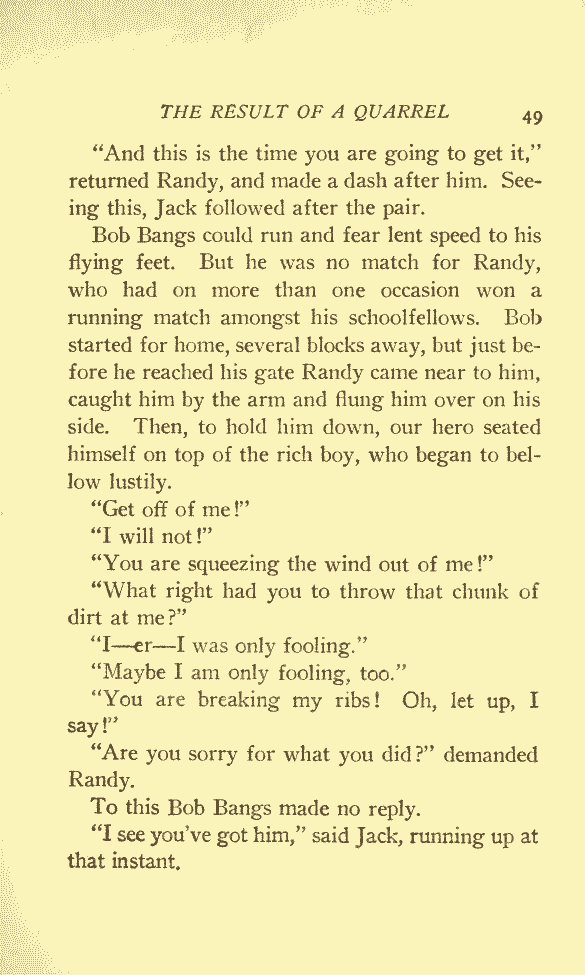 THE RESULT OF A QUARREL 49
“And this is the time you are going to get it,”
returned Randy, and made a dash after him. See-
ing this, Jack followed after the pair.
Bob Bangs could run and fear lent speed to his
flying feet. But he was no match for Randy,
who had on more than one occasion won a
running match amongst his schoolfellows. Bob
started for home, several blocks away, but just be-
fore he reached his gate Randy came near to him,
caught him by the arm and flung him over on his
side. Then, to hold him down, our hero seated
himself on top of the rich boy, who began to bel-
low lustily.
“Get off of me!”
“I will not!”
“You are squeezing the wind out of me!”
“What right had you to throw that chunk of
dirt at me?”
“I—er—I was only fooling.”
“Maybe I am only fooling, too.”
“You are breaking my ribs! Oh, let up, I
say!”
“Are you sorry for what you did?” demanded
Randy.
To this Bob Bangs made no reply.
“I see you've got him,” said Jack, running up at
that instant.